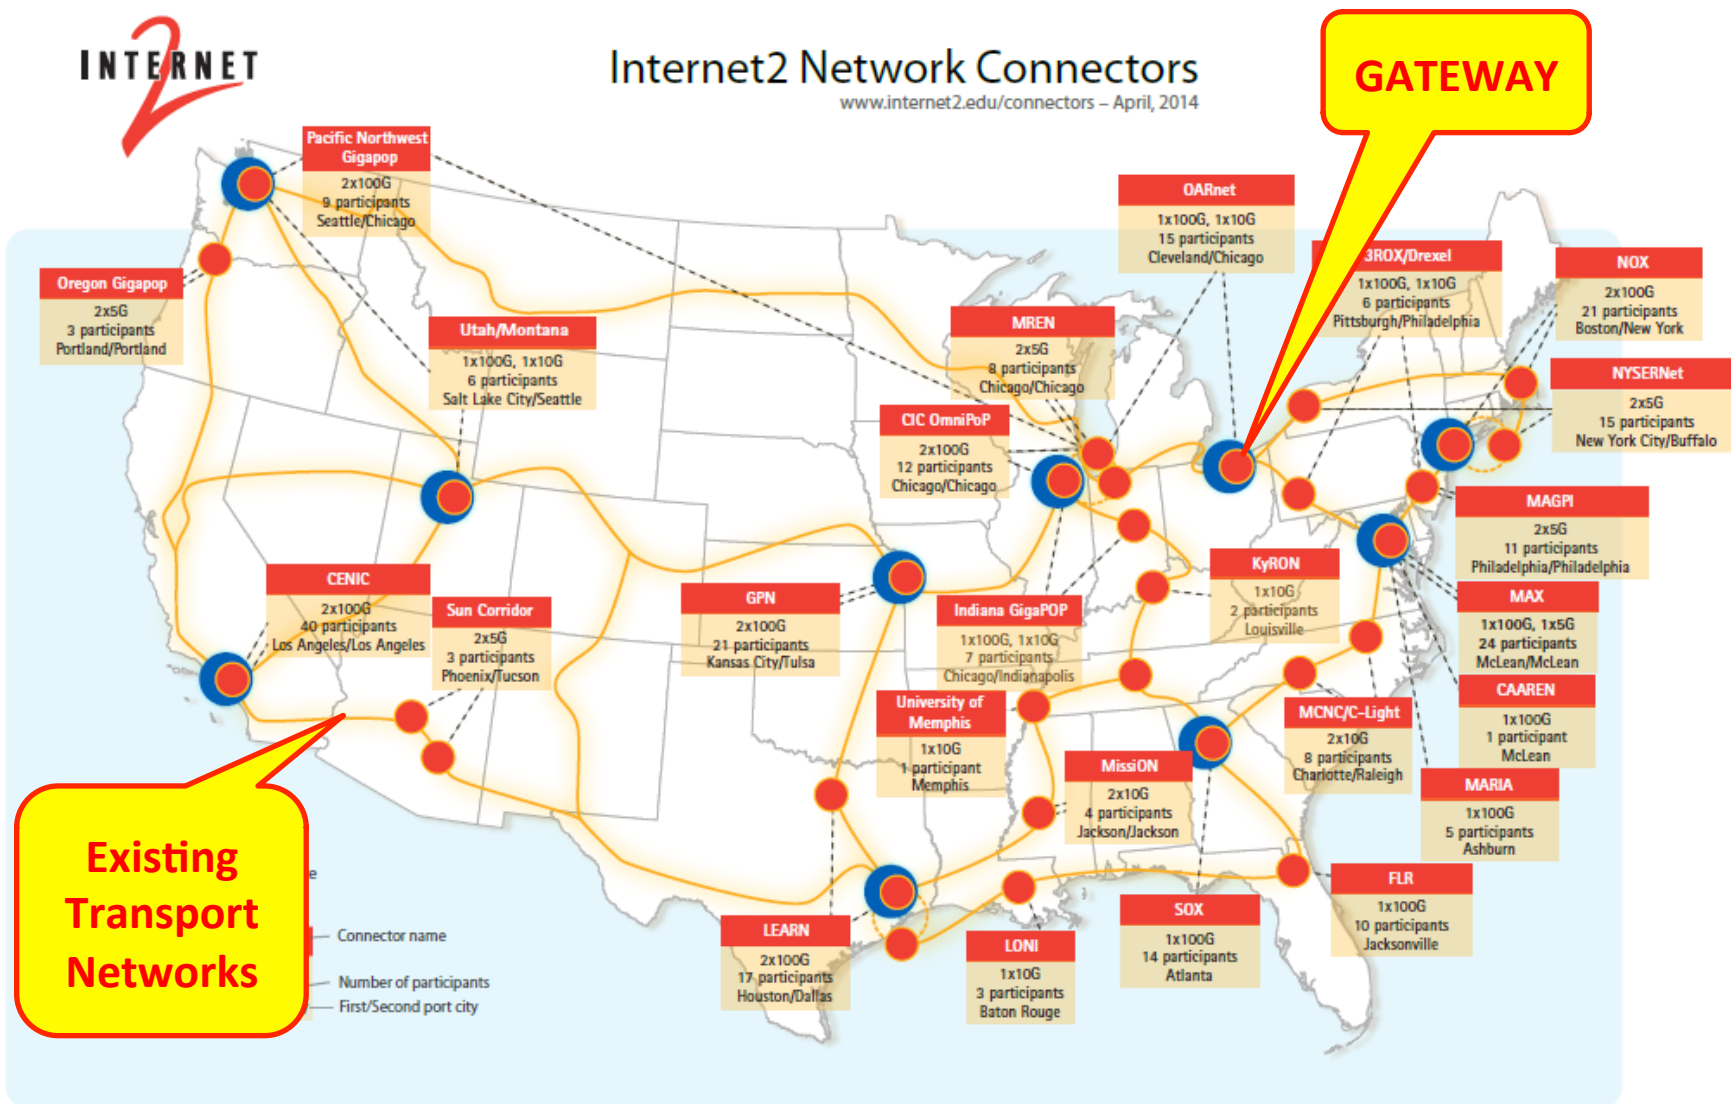 INTERNET
2
Internet2 Network Connectors
www.internet2.edu/connectors – April, 2014
GATEWAY
Pacific Northwest
Gigapop
2x100G
9 participants
Seattle/Chicago
OARnet
1x100G, 1x10G
15 participants
Cleveland/Chicago
3ROX/Drexel
1x100G, 1x10G
6 participants
Pittsburgh/Philadelphia
NOX
2x100G
21 participants
Boston/New York
Oregon Gigapop
2x5G
3 participants
Portland/Portland
Utah/Montana
1x100G, 1x10G
6 participants
Salt Lake City/Seattle
MREN
2x5G
8 participants
Chicago/Chicago
NYSERNet
2x5G
15 participants
New York City/Buffalo
CIC OmniPoP
2x100G
12 participants
Chicago/Chicago
MAGPI
2x5G
11 participants
Philadelphia/Philadelphia
CENIC
2x100G
40 participants
Los Angeles/Los Angeles
Sun Corridor
2x5G
3 participants
Phoenix/Tucson
GPN
2x100G
21 participants
Kansas City/Tulsa
Indiana GigaPOP
1x100G, 1x10G
7 participants
Chicago/Indianapolis
KyRON
1x10G
2 participants
Louisville
MAX
1x100G, 1x5G
24 participants
McLean/McLean
University of
Memphis
1x10G
1 participant
Memphis
MissiON
2x10G
4 participants
Jackson/Jackson
MCNC/C-Light
2x10G
8 participants
Charlotte/Raleigh
CAAREN
1x100G
1 participant
McLean
MARIA
1x100G
5 participants
Ashburn
Existing
Transport
Networks
e
Connector name
Number of participants
First/Second port city
LEARN
2x100G
17 participants
Houston/Dallas
LONI
1x10G
3 participants
Baton Rouge
SOX
1x100G
14 participants
Atlanta
FLR
1x100G
10 participants
Jacksonville